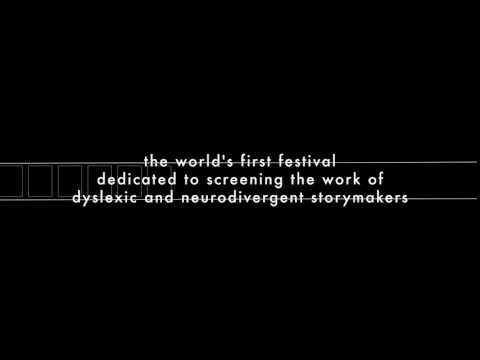 the world's first festival
dedicated to screening the work of
dyslexic and neurodivergent storymakers